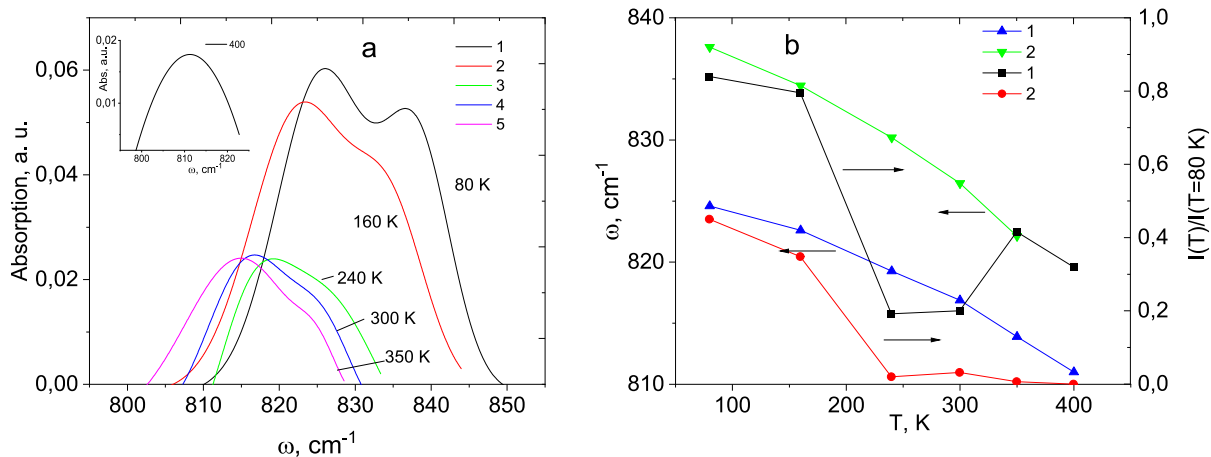 a
400
0,02
0,01
Abs, a.u.
800
810
820
ω, cm⁻¹
1
2
3
4
5
0,06
0,04
0,02
0,00
Absorption, a. u.
80 K
160 K
240 K
300 K
350 K
800
810
820
830
840
850
ω, cm⁻¹
b
1
2
1
2
840
830
820
810
ω, cm⁻¹
1,0
0,8
0,6
0,4
0,2
0,0
I(T)/I(T=80 K)
100
200
300
400
T, K